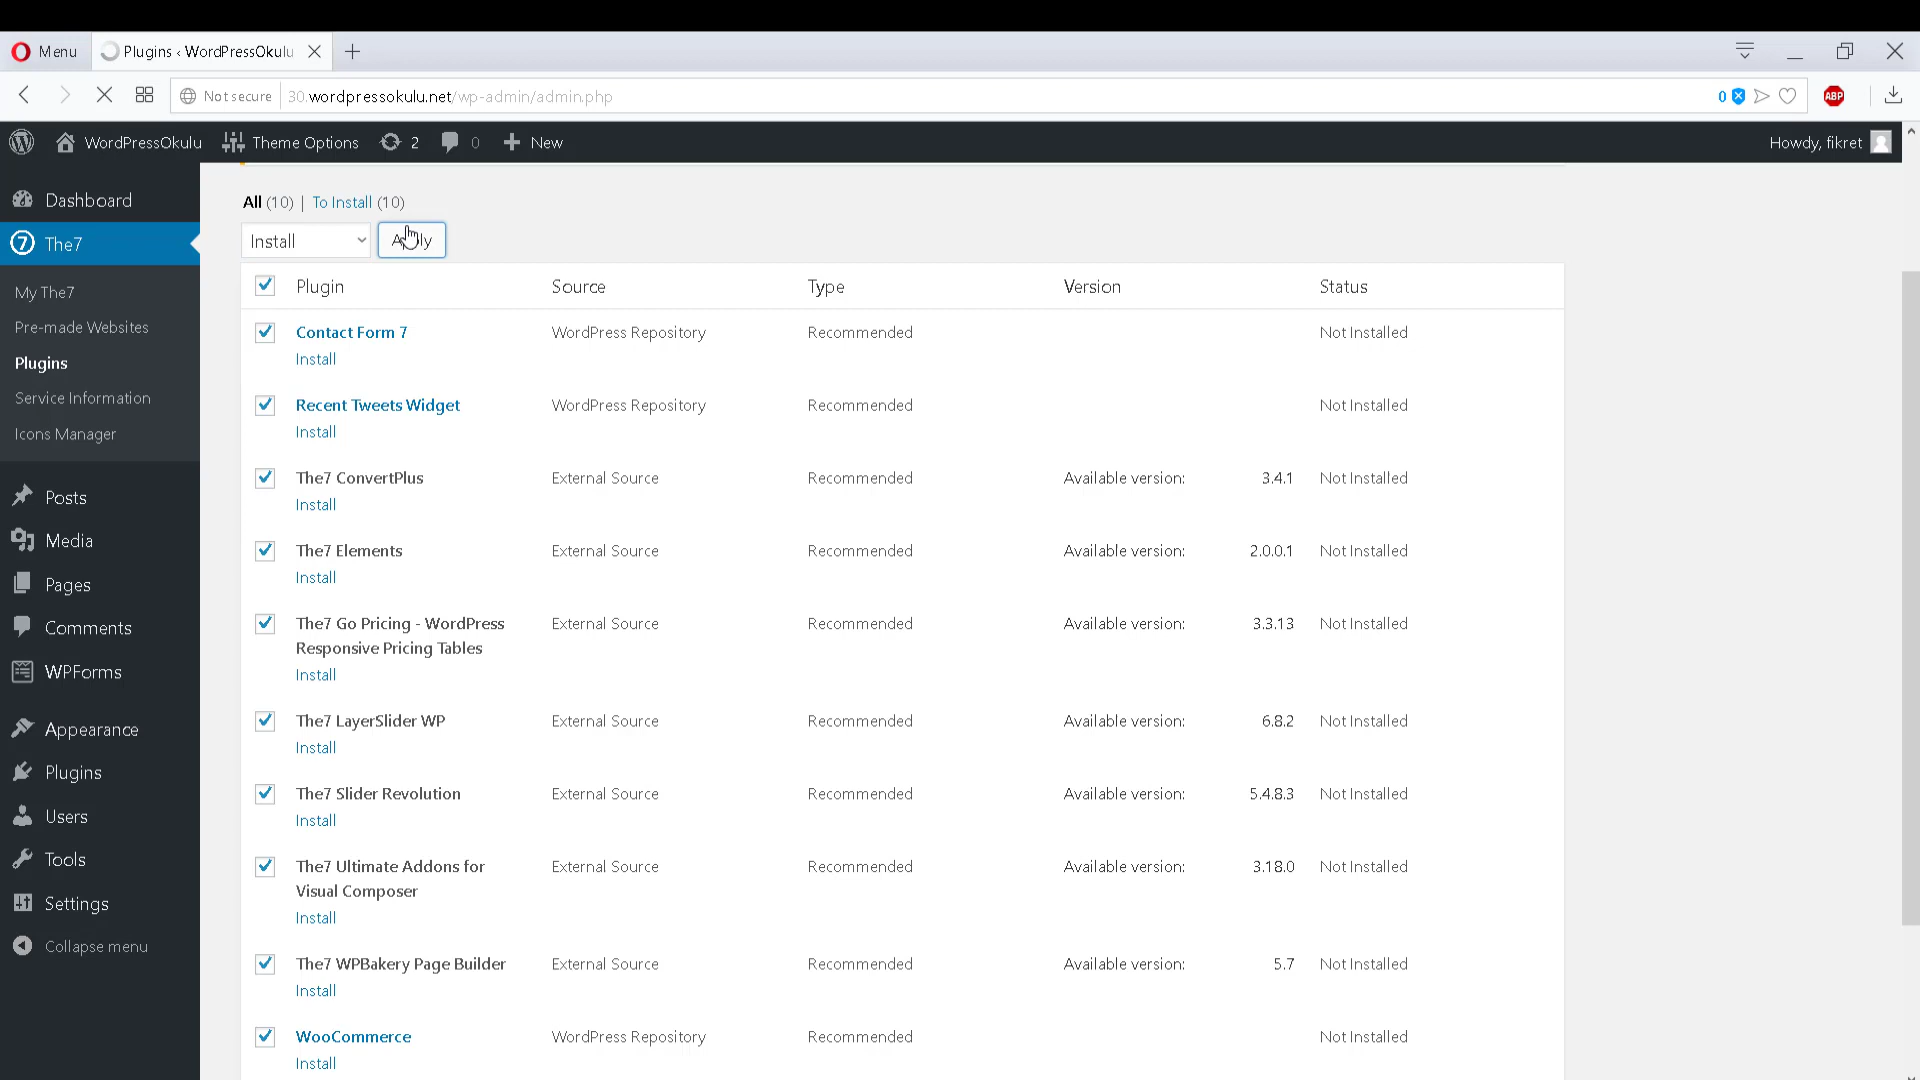 Menu
Plugins ‹ WordPressOkulu
Not secure
30.wordpressokulu.net/wp-admin/admin.php
0
ABP
WordPressOkulu
Theme Options
2
0
New
Howdy, fikret
Dashboard
The7
My The7
Pre-made Websites
Plugins
Service Information
Icons Manager
Posts
Media
Pages
Comments
WPForms
Appearance
Plugins
Users
Tools
Settings
Collapse menu
All (10) | To Install (10)
Install
Plugin Source Type Version Status
Contact Form 7 WordPress Repository Recommended Not Installed
Install
Recent Tweets Widget WordPress Repository Recommended Not Installed
Install
The7 ConvertPlus External Source Recommended Available version: 3.4.1 Not Installed
Install
The7 Elements External Source Recommended Available version: 2.0.0.1 Not Installed
Install
The7 Go Pricing - WordPress External Source Recommended Available version: 3.3.13 Not Installed
Responsive Pricing Tables
Install
The7 LayerSlider WP External Source Recommended Available version: 6.8.2 Not Installed
Install
The7 Slider Revolution External Source Recommended Available version: 5.4.8.3 Not Installed
Install
The7 Ultimate Addons for External Source Recommended Available version: 3.18.0 Not Installed
Visual Composer
Install
The7 WPBakery Page Builder External Source Recommended Available version: 5.7 Not Installed
Install
WooCommerce WordPress Repository Recommended Not Installed
Install